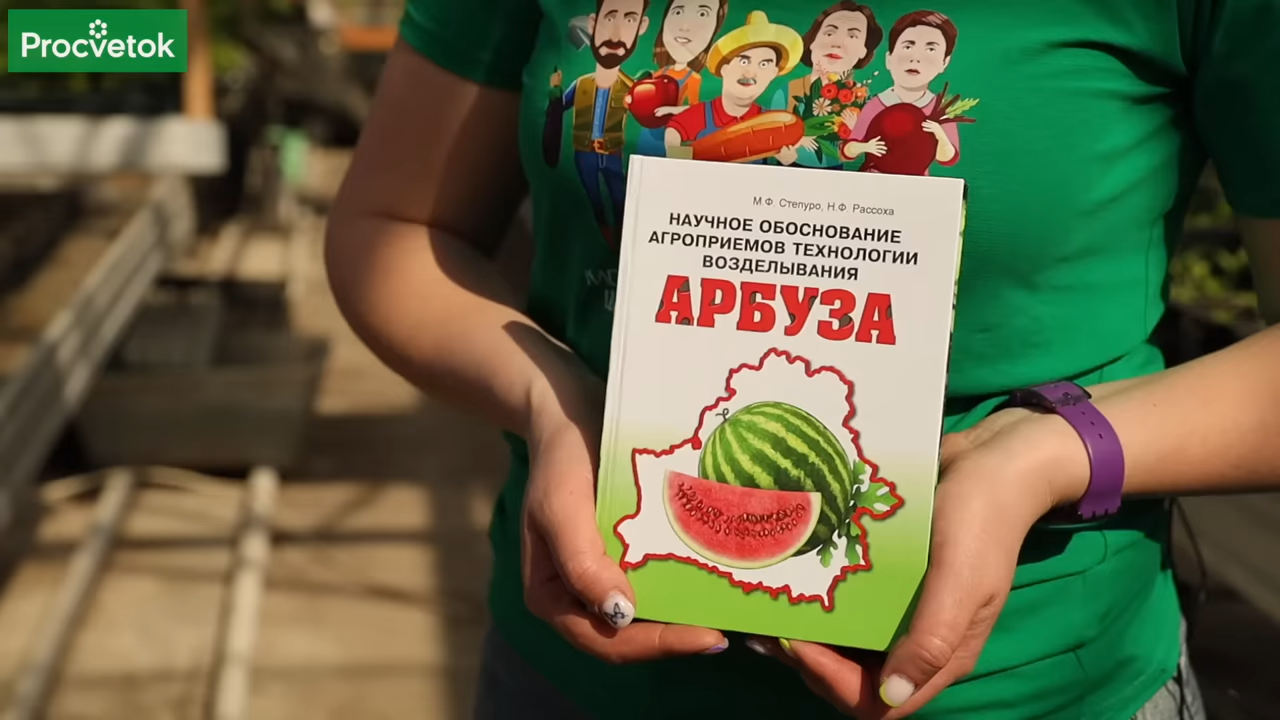 Procvetok
М.Ф. Степуро, Н.Ф. Рассоха
НАУЧНОЕ ОБОСНОВАНИЕ
АГРОПРИЕМОВ ТЕХНОЛОГИИ
ВОЗДЕЛЫВАНИЯ
АРБУЗА